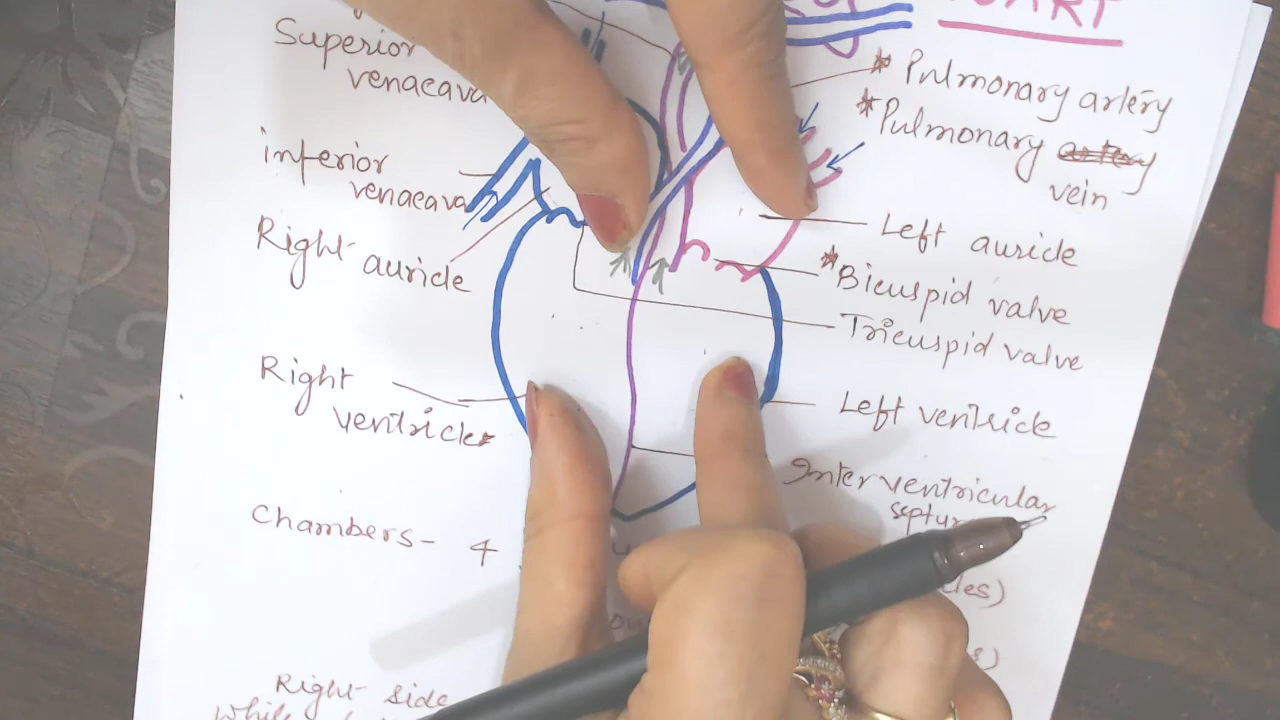 Superior
venacava
inferior
venacava
Right auricle
Right
ventricle
Chambers- 4
Right side
While
* Pulmonary artery
* Pulmonary artery
vein
Left auricle
* Bicuspid valve
Tricuspid valve
Left ventricle
Inter ventricular